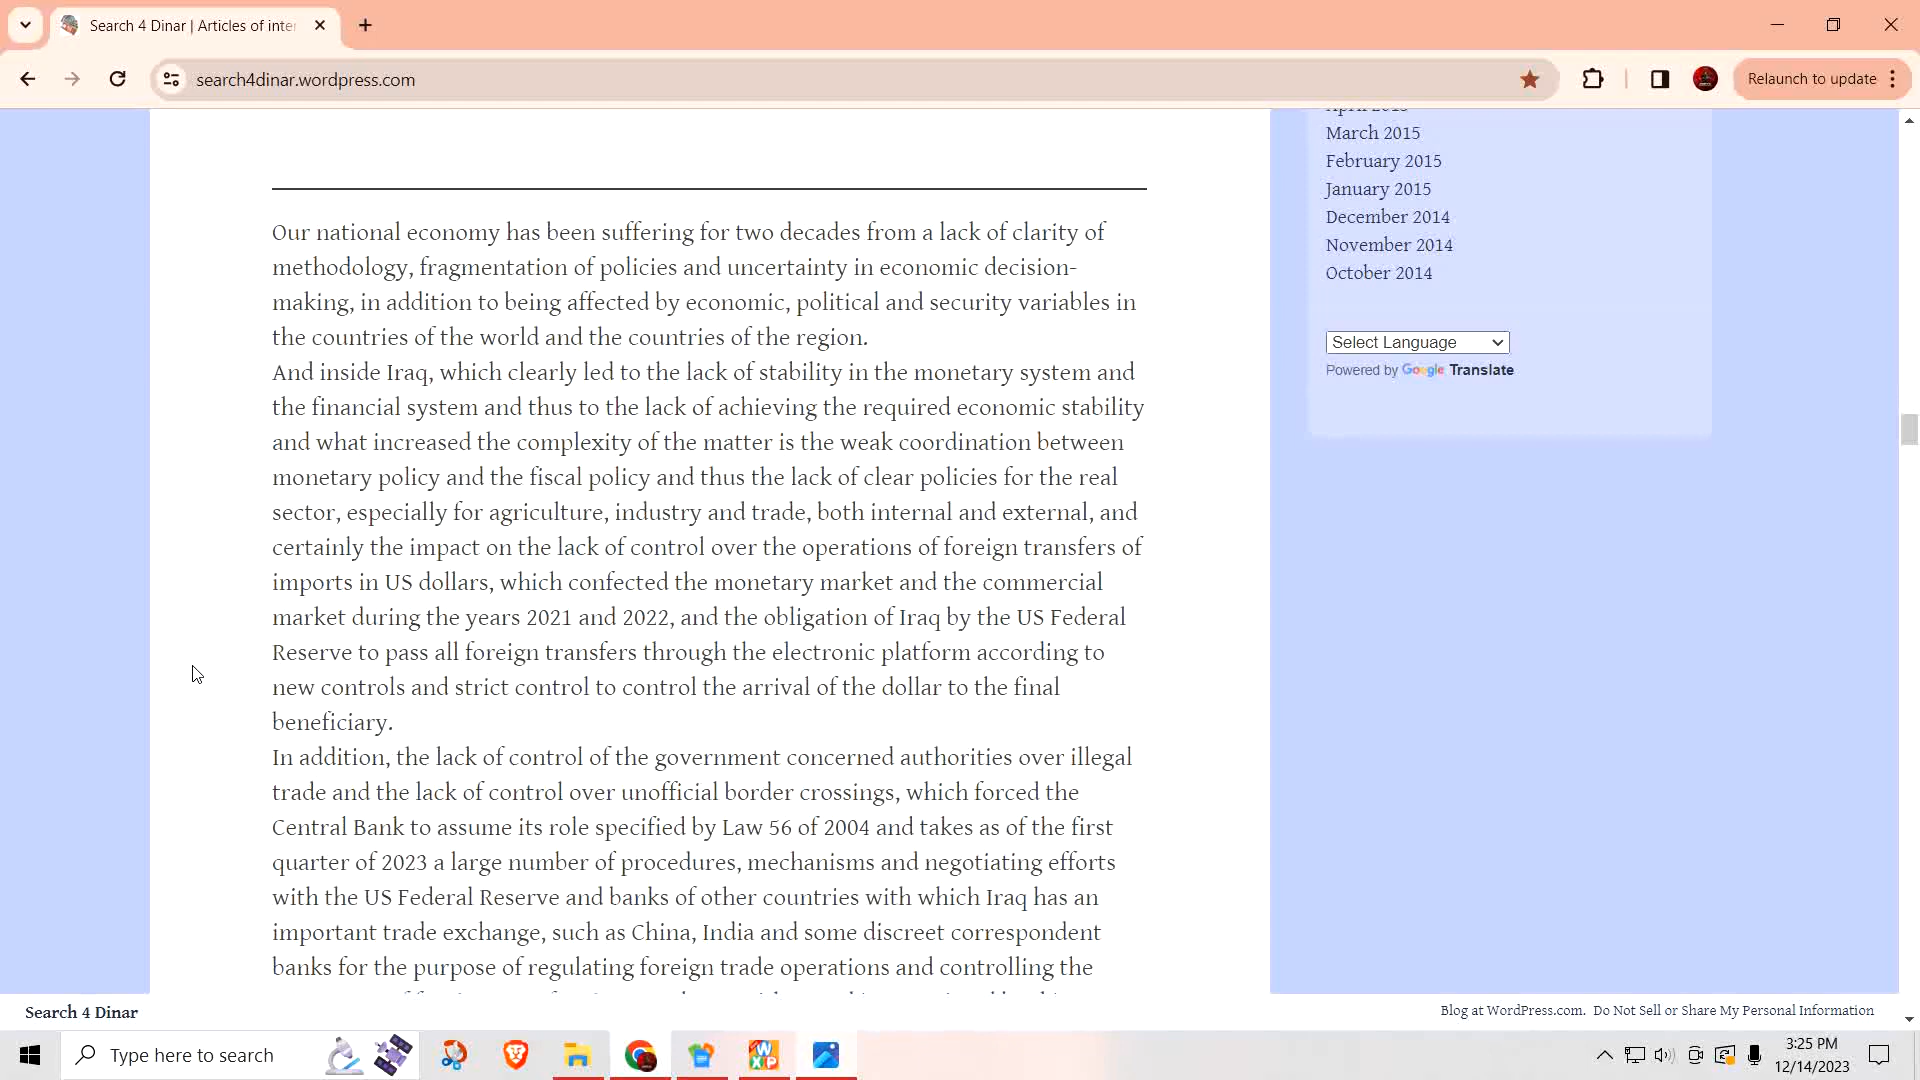 Search 4 Dinar | Articles of inter
search4dinar.wordpress.com
Relaunch to update
March 2015
February 2015
January 2015
December 2014
November 2014
October 2014
Select Language
Powered by Google Translate
Our national economy has been suffering for two decades from a lack of clarity of
methodology, fragmentation of policies and uncertainty in economic decision-
making, in addition to being affected by economic, political and security variables in
the countries of the world and the countries of the region.
And inside Iraq, which clearly led to the lack of stability in the monetary system and
the financial system and thus to the lack of achieving the required economic stability
and what increased the complexity of the matter is the weak coordination between
monetary policy and the fiscal policy and thus the lack of clear policies for the real
sector, especially for agriculture, industry and trade, both internal and external, and
certainly the impact on the lack of control over the operations of foreign transfers of
imports in US dollars, which confected the monetary market and the commercial
market during the years 2021 and 2022, and the obligation of Iraq by the US Federal
Reserve to pass all foreign transfers through the electronic platform according to
new controls and strict control to control the arrival of the dollar to the final
beneficiary.
In addition, the lack of control of the government concerned authorities over illegal
trade and the lack of control over unofficial border crossings, which forced the
Central Bank to assume its role specified by Law 56 of 2004 and takes as of the first
quarter of 2023 a large number of procedures, mechanisms and negotiating efforts
with the US Federal Reserve and banks of other countries with which Iraq has an
important trade exchange, such as China, India and some discreet correspondent
banks for the purpose of regulating foreign trade operations and controlling the
Search 4 Dinar
Blog at WordPress.com. Do Not Sell or Share My Personal Information
Type here to search
3:25 PM
12/14/2023